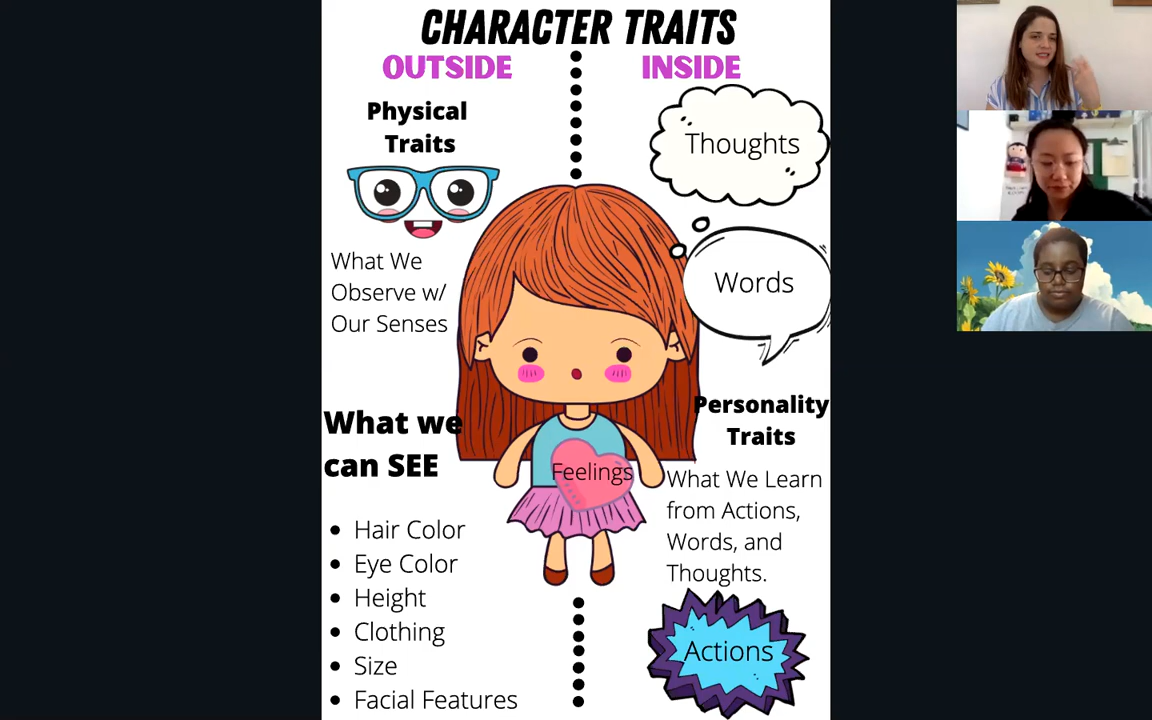 CHARACTER TRAITS
OUTSIDE
Physical
Traits
What We
Observe w/
Our Senses
What we
can SEE
Hair Color
Eye Color
Height
Clothing
Size
Facial Features
Feelings
INSIDE
Thoughts
Words
Personality
Traits
What We Learn
from Actions,
Words, and
Thoughts.
Actions